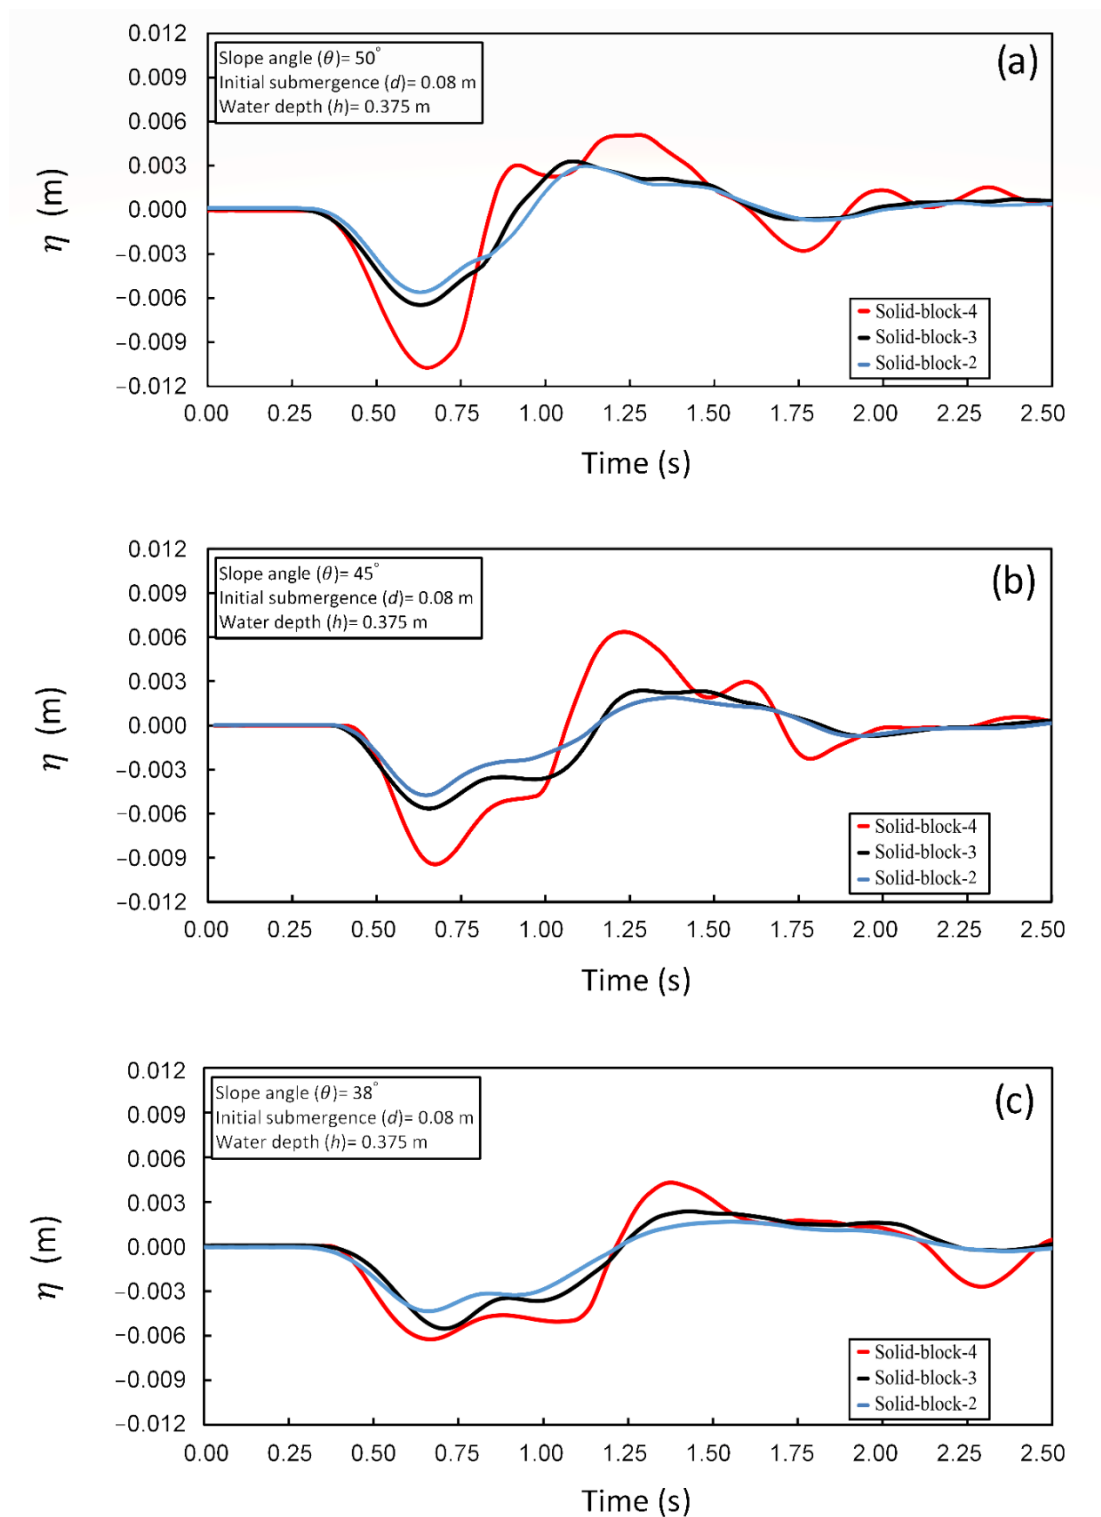 (a)
Slope angle (θ)= 50°
Initial submergence (d)= 0.08 m
Water depth (h)= 0.375 m
0.012
0.009
0.006
0.003
0.000
−0.003
−0.006
−0.009
−0.012
η (m)
Solid-block-4
Solid-block-3
Solid-block-2
0.00 0.25 0.50 0.75 1.00 1.25 1.50 1.75 2.00 2.25 2.50
Time (s)
(b)
Slope angle (θ)= 45°
Initial submergence (d)= 0.08 m
Water depth (h)= 0.375 m
0.012
0.009
0.006
0.003
0.000
−0.003
−0.006
−0.009
−0.012
η (m)
Solid-block-4
Solid-block-3
Solid-block-2
0.00 0.25 0.50 0.75 1.00 1.25 1.50 1.75 2.00 2.25 2.50
Time (s)
(c)
Slope angle (θ)= 38°
Initial submergence (d)= 0.08 m
Water depth (h)= 0.375 m
0.012
0.009
0.006
0.003
0.000
−0.003
−0.006
−0.009
−0.012
η (m)
Solid-block-4
Solid-block-3
Solid-block-2
0.00 0.25 0.50 0.75 1.00 1.25 1.50 1.75 2.00 2.25 2.50
Time (s)